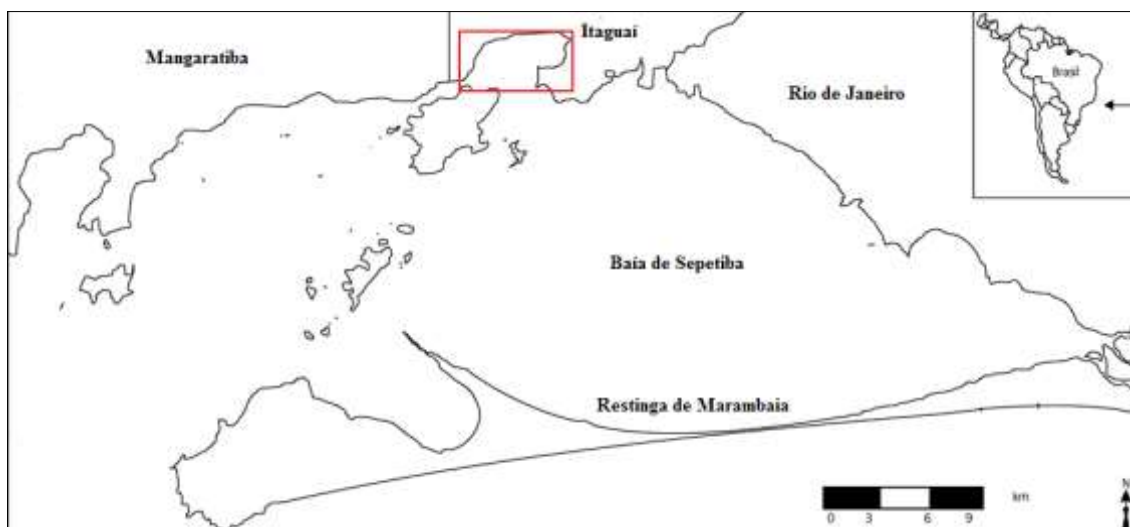 Mangaratiba
Itaguaí
Rio de Janeiro
Brasil
Baía de Sepetiba
Restinga de Marambaia
km
0 3 6 9
N